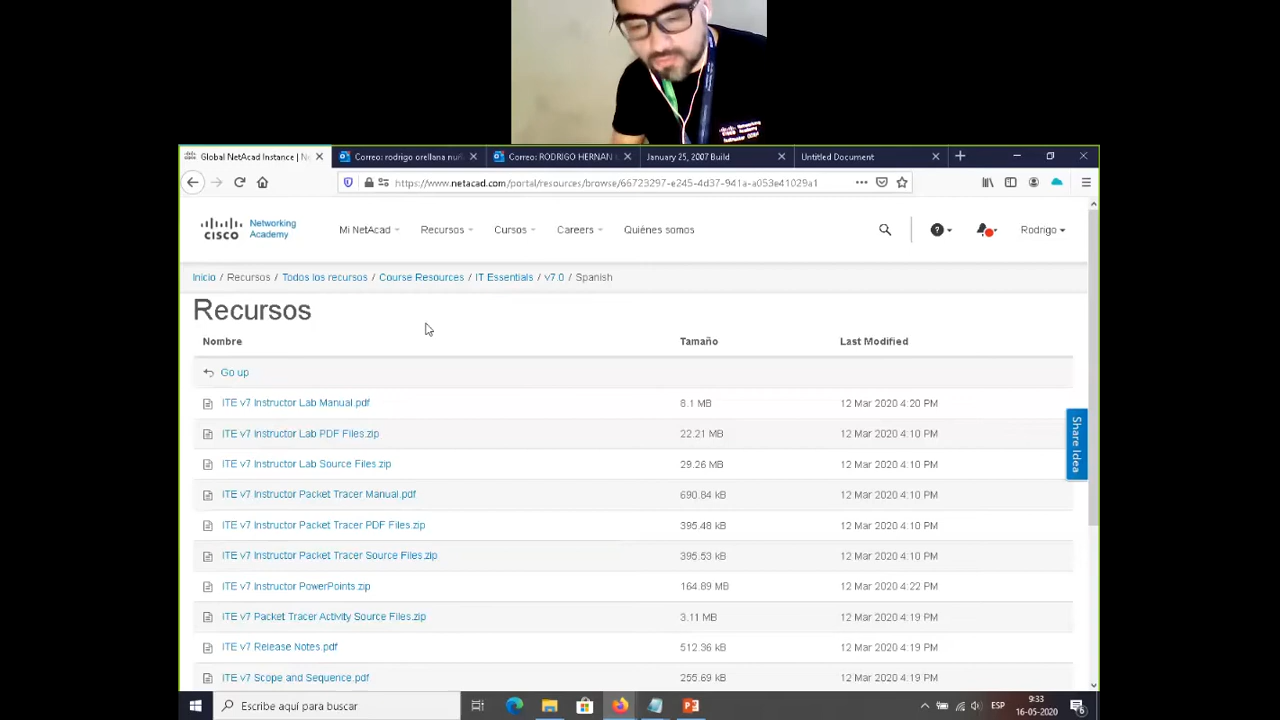 Global NetAcad Instance | N
Correo: rodrigo orellana nuñ
Correo: RODRIGO HERNAN
January 25, 2007 Build
Untitled Document
https://www.netacad.com/portal/resources/browse/66723297-e245-4d37-941a-a053e41029a1
CISCO Networking Academy
Mi NetAcad
Recursos
Cursos
Careers
Quiénes somos
Rodrigo
Inicio / Recursos / Todos los recursos / Course Resources / IT Essentials / v7.0 / Spanish
Recursos
Nombre Tamaño Last Modified
Go up
ITE v7 Instructor Lab Manual.pdf 8.1 MB 12 Mar 2020 4:20 PM
ITE v7 Instructor Lab PDF Files.zip 22.21 MB 12 Mar 2020 4:10 PM
ITE v7 Instructor Lab Source Files.zip 29.26 MB 12 Mar 2020 4:10 PM
ITE v7 Instructor Packet Tracer Manual.pdf 690.84 kB 12 Mar 2020 4:10 PM
ITE v7 Instructor Packet Tracer PDF Files.zip 395.48 kB 12 Mar 2020 4:10 PM
ITE v7 Instructor Packet Tracer Source Files.zip 395.53 kB 12 Mar 2020 4:10 PM
ITE v7 Instructor PowerPoints.zip 164.89 MB 12 Mar 2020 4:22 PM
ITE v7 Packet Tracer Activity Source Files.zip 3.11 MB 12 Mar 2020 4:19 PM
ITE v7 Release Notes.pdf 512.36 kB 12 Mar 2020 4:19 PM
ITE v7 Scope and Sequence.pdf 255.69 kB 12 Mar 2020 4:19 PM
Share Idea
Escribe aquí para buscar
ESP
9:33
16-05-2020
6